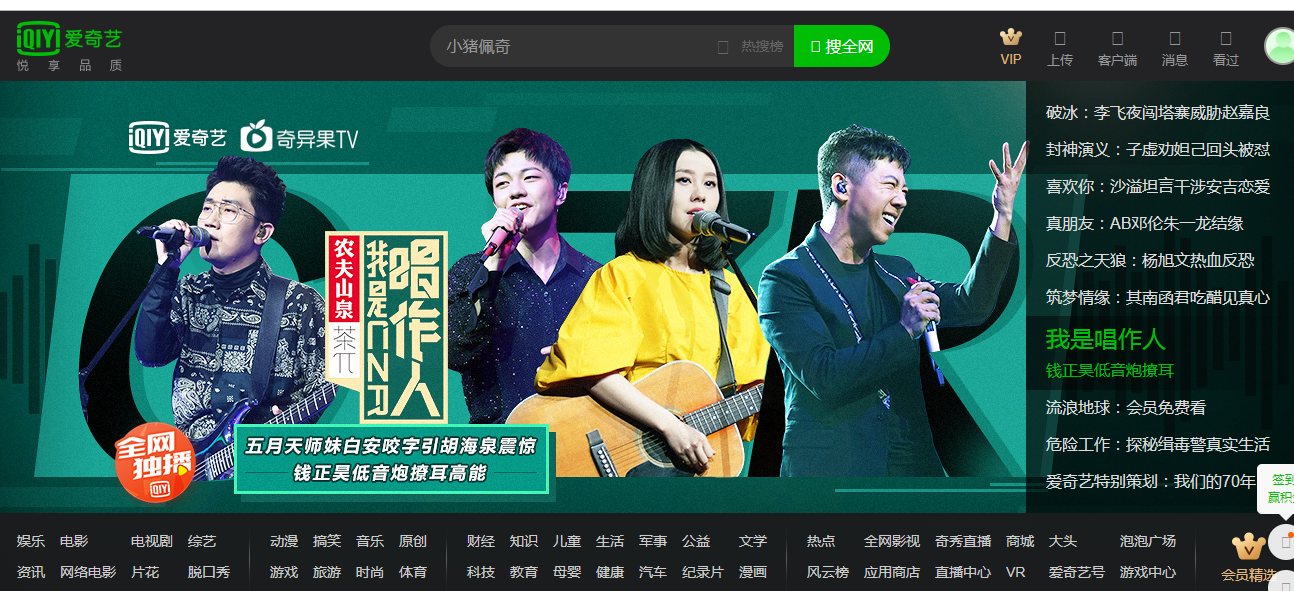 iQIYI 爱奇艺
悦 享 品 质
小猪佩奇
热搜榜
搜全网
VIP
上传
客户端
消息
看过
iQIYI 爱奇艺 奇异果TV
农夫山泉
茶π
我是唱作人
CZR
全网
独播
iQIYI
五月天师妹白安咬字引胡海泉震惊
钱正昊低音炮撩耳高能
破冰：李飞夜闯塔寨威胁赵嘉良
封神演义：子虚劝妲己回头被怼
喜欢你：沙溢坦言干涉安吉恋爱
真朋友：AB邓伦朱一龙结缘
反恐之天狼：杨旭文热血反恐
筑梦情缘：其南函君吃醋见真心
我是唱作人
钱正昊低音炮撩耳
流浪地球：会员免费看
危险工作：探秘缉毒警真实生活
爱奇艺特别策划：我们的70年
签到
赢积
娱乐 电影 电视剧 综艺 动漫 搞笑 音乐 原创 财经 知识 儿童 生活 军事 公益 文学 热点 全网影视 奇秀直播 商城 大头 泡泡广场
资讯 网络电影 片花 脱口秀 游戏 旅游 时尚 体育 科技 教育 母婴 健康 汽车 纪录片 漫画 风云榜 应用商店 直播中心 VR 爱奇艺号 游戏中心
会员精选